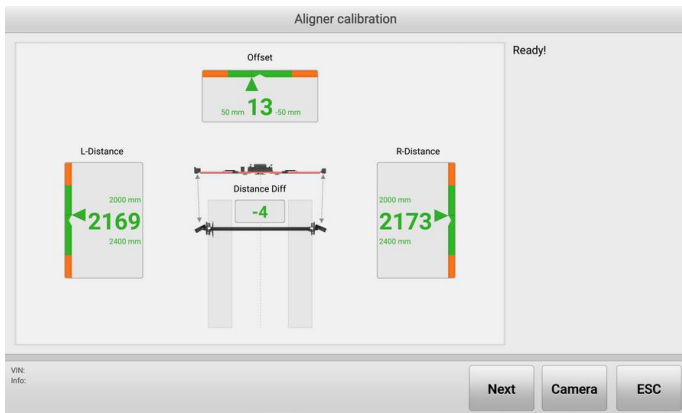 Aligner calibration
Ready!
Offset
50 mm 13 -50 mm
L-Distance
2000 mm
2169
2400 mm
Distance Diff
-4
R-Distance
2000 mm
2173
2400 mm
VIN:
Info:
Next
Camera
ESC